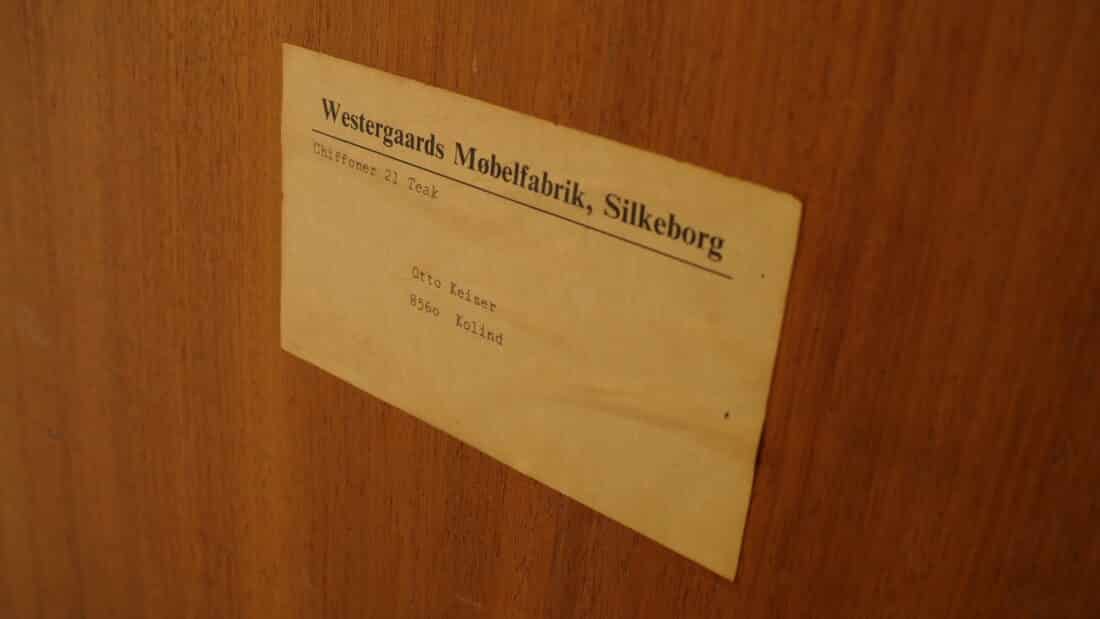 Westergaards Møbelfabrik, Silkeborg
Chiffoner 21 Teak
Otto Keiser
8560 Kolind